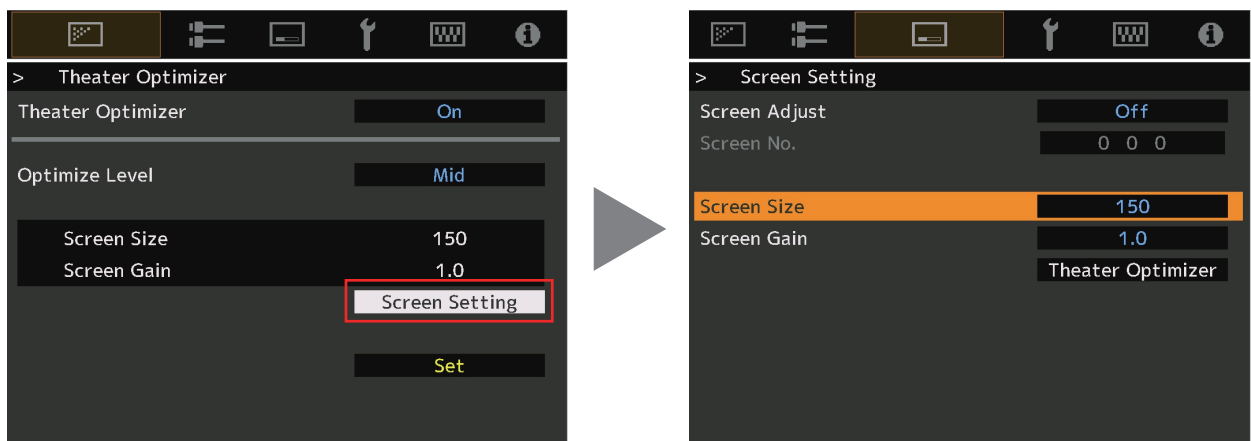 > Theater Optimizer
Theater Optimizer On
Optimize Level Mid
Screen Size 150
Screen Gain 1.0
Screen Setting
Set
> Screen Setting
Screen Adjust Off
Screen No. 0 0 0
Screen Size 150
Screen Gain 1.0
Theater Optimizer